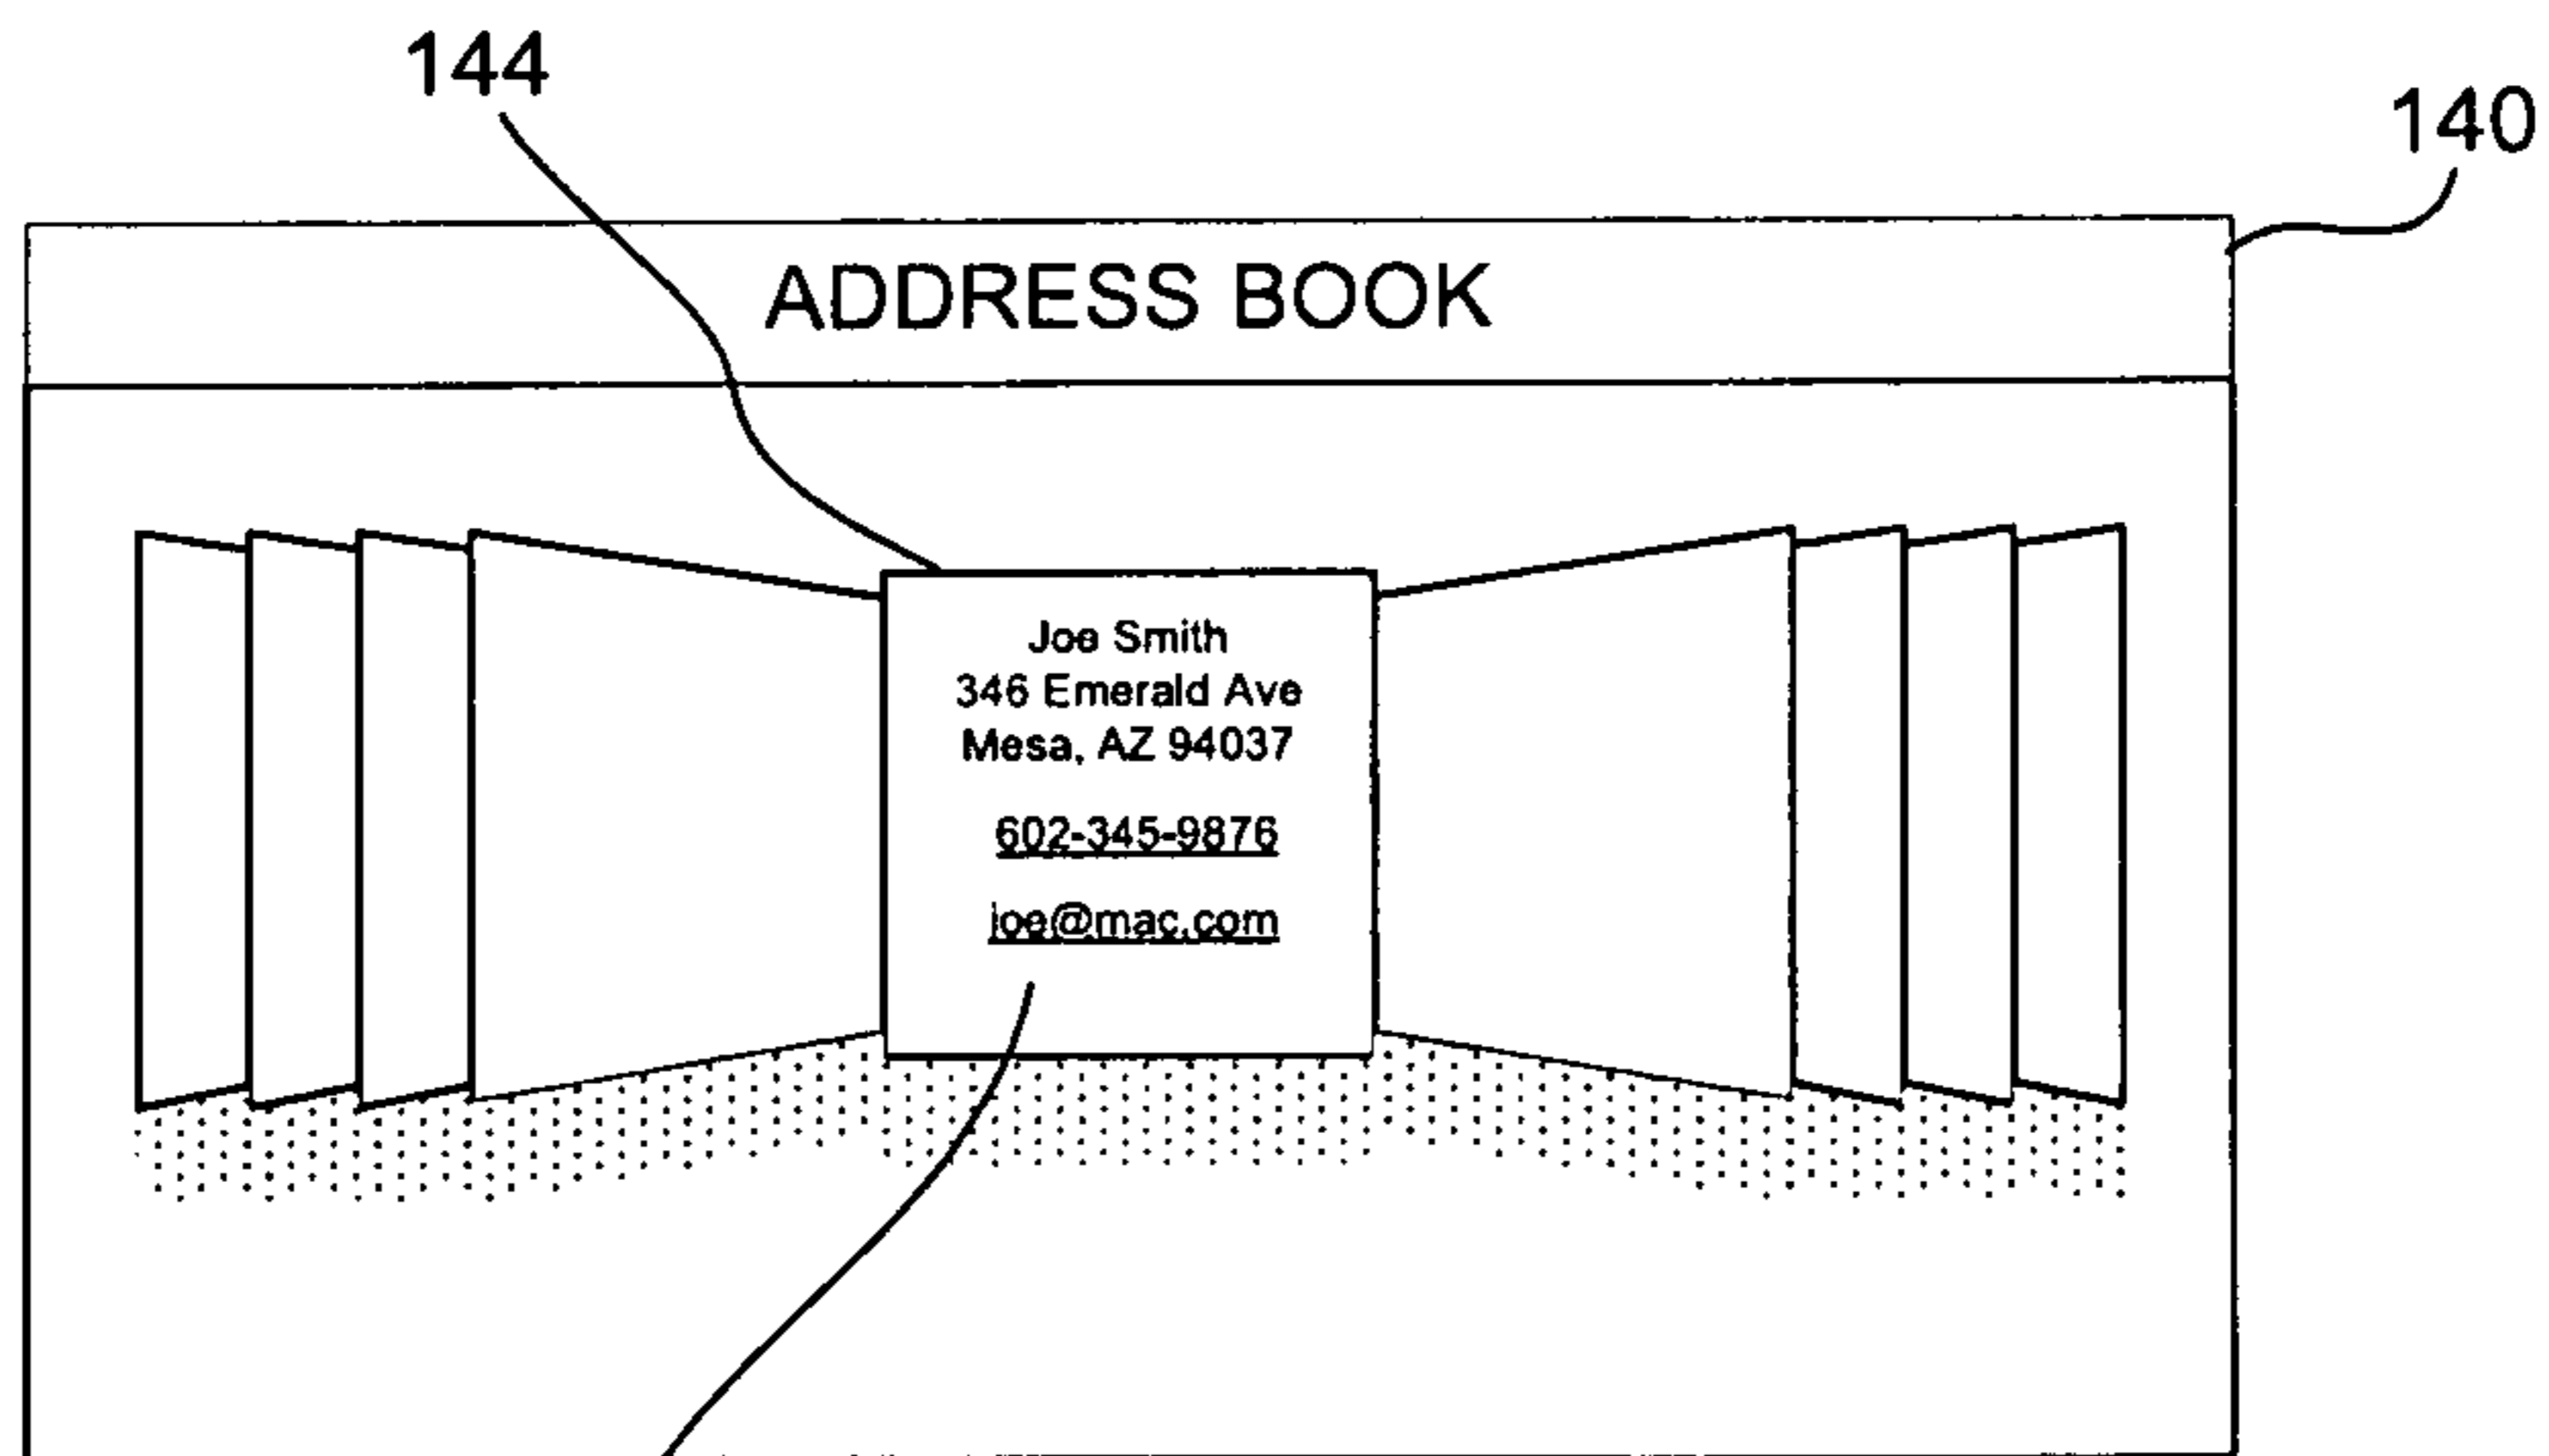 144
140
ADDRESS BOOK
Joe Smith
346 Emerald Ave
Mesa, AZ 94037
602-345-9876
joe@mac.com